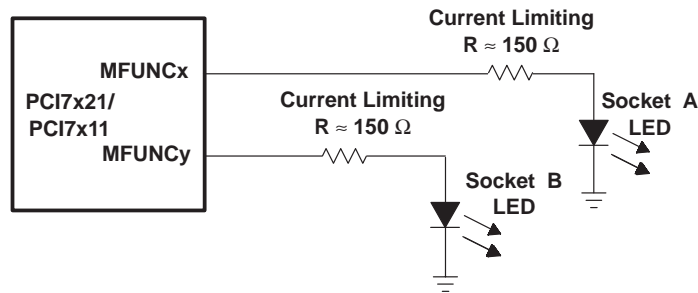 Current Limiting
R ≈ 150 Ω
MFUNCx
PCI7x21/
PCI7x11
Current Limiting
R ≈ 150 Ω
Socket A
LED
MFUNCy
Socket B
LED